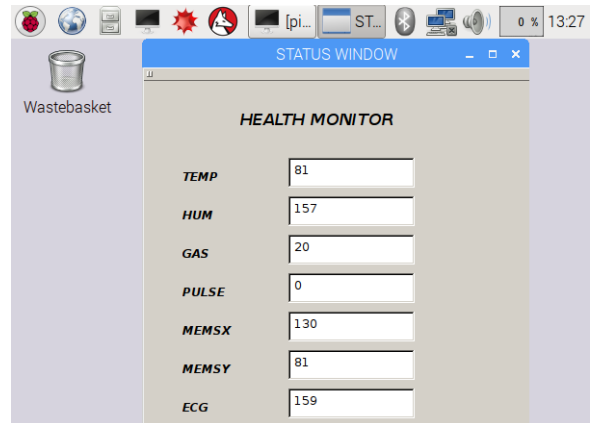 [pi... ST... 0 % 13:27
STATUS WINDOW
Wastebasket
HEALTH MONITOR
TEMP 81
HUM 157
GAS 20
PULSE 0
MEMSX 130
MEMSY 81
ECG 159